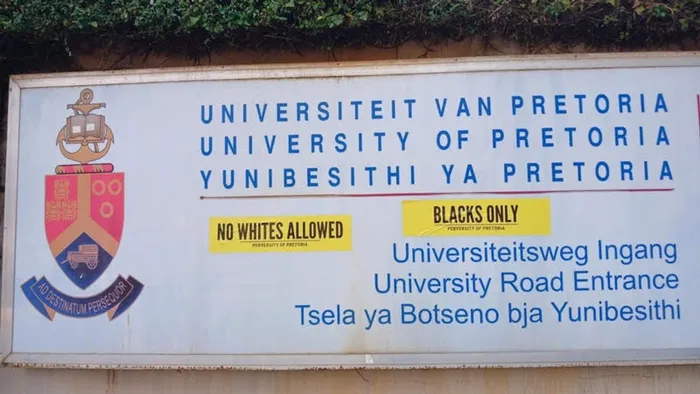 UNIVERSITEIT VAN PRETORIA
UNIVERSITY OF PRETORIA
YUNIBESITHI YA PRETORIA
NO WHITES ALLOWED
PERVERSITY OF PRETORIA
BLACKS ONLY
PERVERSITY OF PRETORIA
Universiteitsweg Ingang
University Road Entrance
Tsela ya Botseno bja Yunibesithi
AD DESTINATUM PERSEQUOR